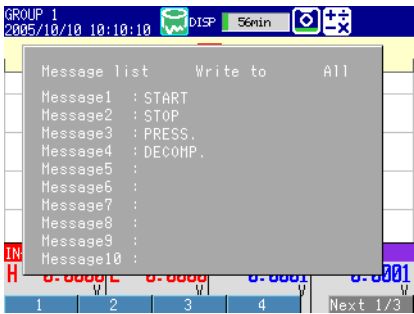 GROUP 1
2005/10/10 10:10:10 DISP 56min
Message list Write to All
Message1 : START
Message2 : STOP
Message3 : PRESS.
Message4 : DECOMP.
Message5 :
Message6 :
Message7 :
Message8 :
Message9 :
Message10 :
IN
H L
V V V V
1 2 3 4 Next 1/3